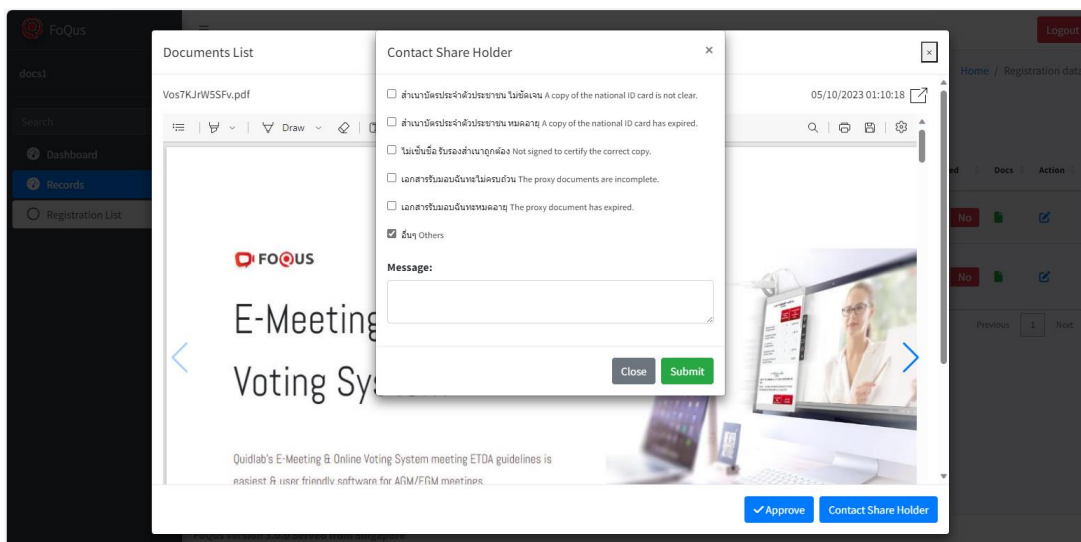 FoQus
Logout
docs1
Home / Registration data
Search
Dashboard
Records
Registration List
Documents List
×
Vos7KJrW5SFv.pdf
05/10/2023 01:10:18
Draw
Contact Share Holder
×
สำเนาบัตรประจำตัวประชาชน ไม่ชัดเจน A copy of the national ID card is not clear.
สำเนาบัตรประจำตัวประชาชน หมดอายุ A copy of the national ID card has expired.
ไม่เซ็นชื่อ รับรองสำเนาถูกต้อง Not signed to certify the correct copy.
เอกสารรับมอบฉันทะไม่ครบถ้วน The proxy documents are incomplete.
เอกสารรับมอบฉันทะหมดอายุ The proxy document has expired.
อื่นๆ Others
Message:
Close
Submit
FOQUS
E-Meeting
Voting Sy
Quidlab's E-Meeting & Online Voting System meeting ETDA guidelines is
easiest & user friendly software for AGM/EGM meetings
Approve
Contact Share Holder
ed
Docs
Action
No
No
Previous
1
Next
FoQus Version 3.0.0 Served from Singapore